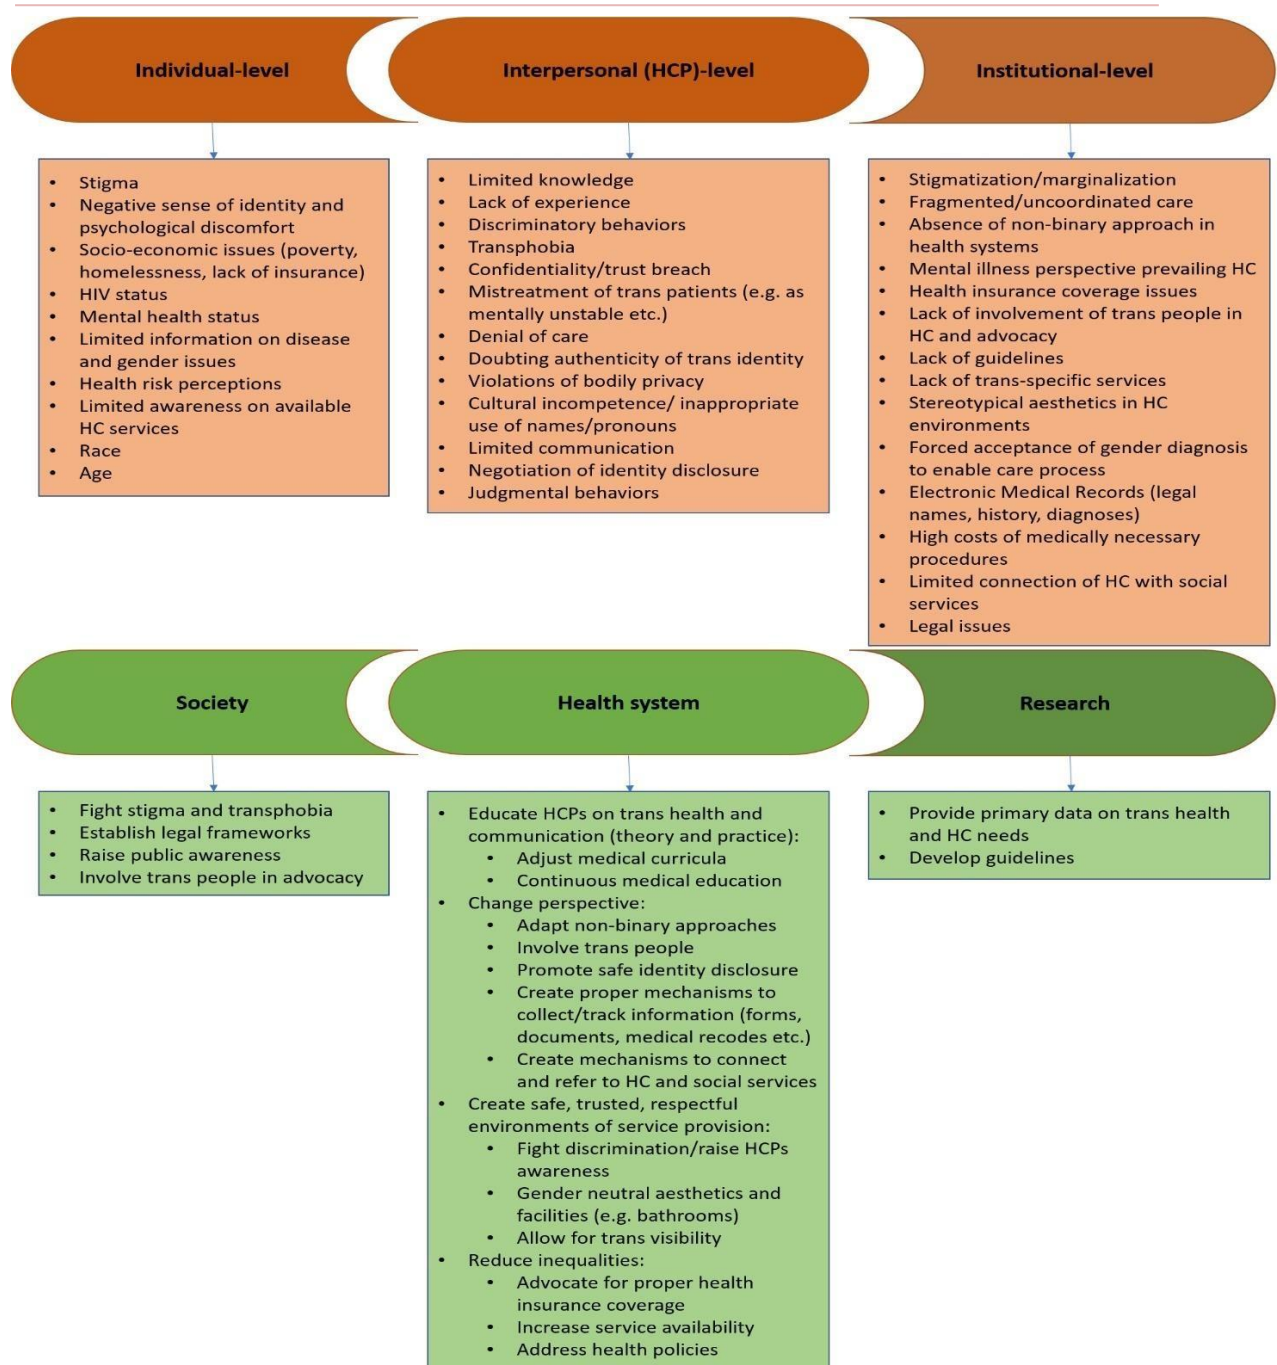 Individual-level
Interpersonal (HCP)-level
Institutional-level
• Stigma
• Negative sense of identity and
psychological discomfort
• Socio-economic issues (poverty,
homelessness, lack of insurance)
• HIV status
• Mental health status
• Limited information on disease
and gender issues
• Health risk perceptions
• Limited awareness on available
HC services
• Race
• Age
• Limited knowledge
• Lack of experience
• Discriminatory behaviors
• Transphobia
• Confidentiality/trust breach
• Mistreatment of trans patients (e.g. as
mentally unstable etc.)
• Denial of care
• Doubting authenticity of trans identity
• Violations of bodily privacy
• Cultural incompetence/ inappropriate
use of names/pronouns
• Limited communication
• Negotiation of identity disclosure
• Judgmental behaviors
• Stigmatization/marginalization
• Fragmented/uncoordinated care
• Absence of non-binary approach in
health systems
• Mental illness perspective prevailing HC
• Health insurance coverage issues
• Lack of involvement of trans people in
HC and advocacy
• Lack of guidelines
• Lack of trans-specific services
• Stereotypical aesthetics in HC
environments
• Forced acceptance of gender diagnosis
to enable care process
• Electronic Medical Records (legal
names, history, diagnoses)
• High costs of medically necessary
procedures
• Limited connection of HC with social
services
• Legal issues
Society
Health system
Research
• Fight stigma and transphobia
• Establish legal frameworks
• Raise public awareness
• Involve trans people in advocacy
• Educate HCPs on trans health and
communication (theory and practice):
• Adjust medical curricula
• Continuous medical education
• Change perspective:
• Adapt non-binary approaches
• Involve trans people
• Promote safe identity disclosure
• Create proper mechanisms to
collect/track information (forms,
documents, medical recodes etc.)
• Create mechanisms to connect
and refer to HC and social services
• Create safe, trusted, respectful
environments of service provision:
• Fight discrimination/raise HCPs
awareness
• Gender neutral aesthetics and
facilities (e.g. bathrooms)
• Allow for trans visibility
• Reduce inequalities:
• Advocate for proper health
insurance coverage
• Increase service availability
• Address health policies
• Provide primary data on trans health
and HC needs
• Develop guidelines